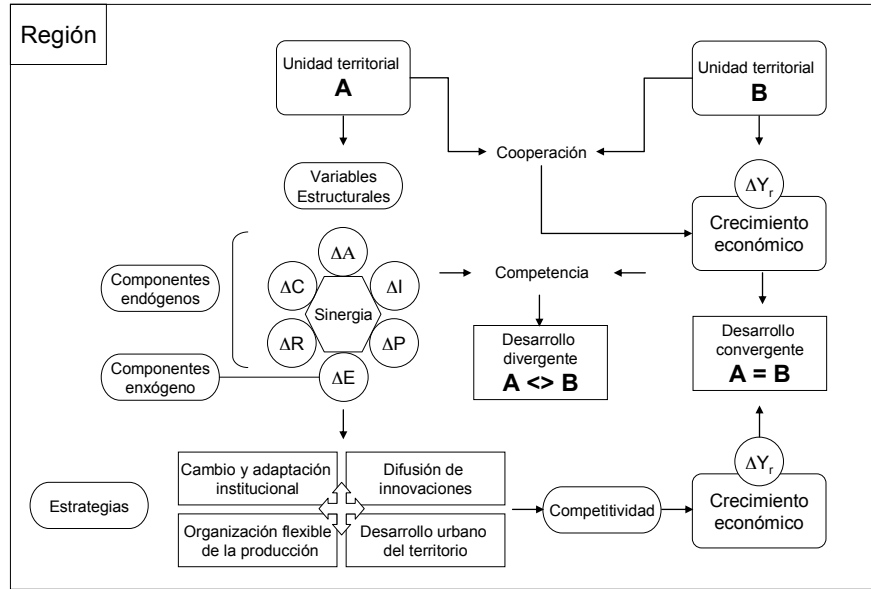 Región
Unidad territorial
A
Unidad territorial
B
Cooperación
Variables
Estructurales
ΔYr
Crecimiento
económico
Componentes
endógenos
ΔA
ΔC
ΔI
Sinergia
ΔR
ΔP
ΔE
Competencia
Desarrollo
divergente
A <> B
Desarrollo
convergente
A = B
Componentes
enxógeno
Estrategias
Cambio y adaptación
institucional
Difusión de
innovaciones
Organización flexible
de la producción
Desarrollo urbano
del territorio
Competitividad
ΔYr
Crecimiento
económico